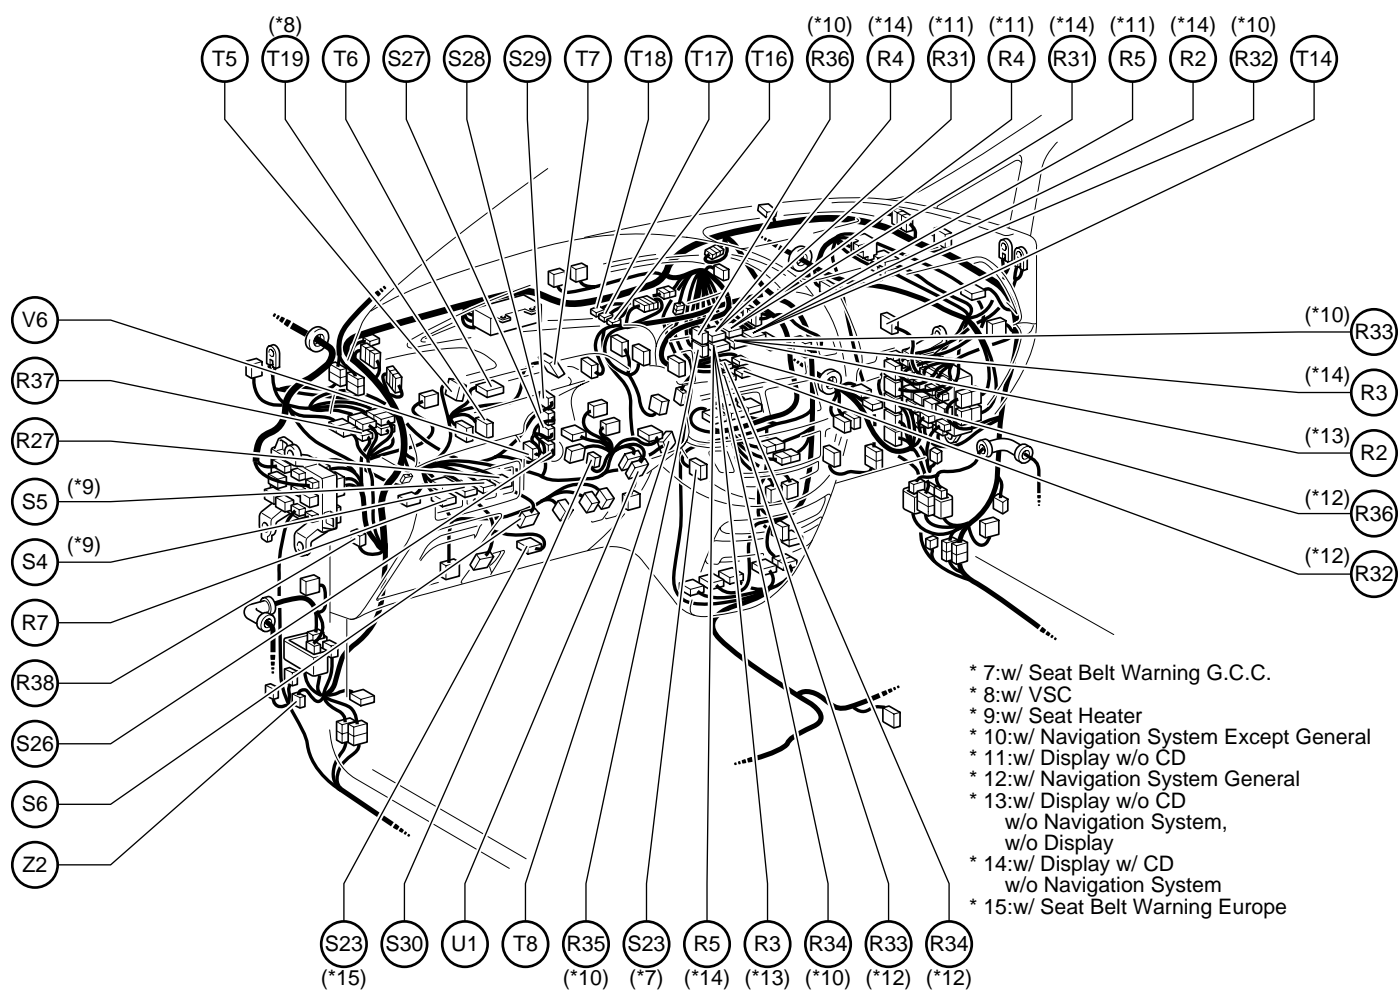 (*8) (*10) (*14) (*11) (*11) (*14) (*11) (*14) (*10)
T5 T19 T6 S27 S28 S29 T7 T18 T17 T16 R36 R4 R31 R4 R31 R5 R2 R32 T14
V6
(*10) R33
R37
(*14) R3
R27
(*13) R2
S5 (*9)
(*12) R36
S4 (*9)
(*12) R32
R7
R38
S26
S6
Z2
* 7:w/ Seat Belt Warning G.C.C.
* 8:w/ VSC
* 9:w/ Seat Heater
* 10:w/ Navigation System Except General
* 11:w/ Display w/o CD
* 12:w/ Navigation System General
* 13:w/ Display w/o CD
w/o Navigation System,
w/o Display
* 14:w/ Display w/ CD
w/o Navigation System
* 15:w/ Seat Belt Warning Europe
S23 S30 U1 T8 R35 S23 R5 R3 R34 R33 R34
(*15) (*10) (*7) (*14) (*13) (*10) (*12) (*12)